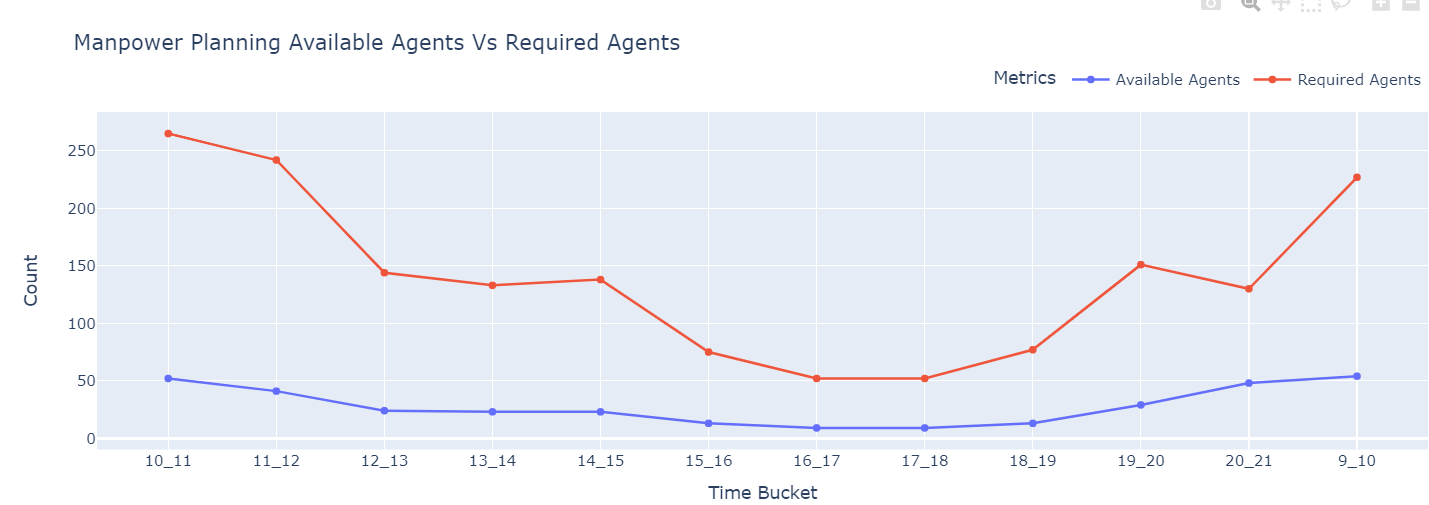 Manpower Planning Available Agents Vs Required Agents
Metrics Available Agents Required Agents
250
200
150
100
50
0
Count
10_11 11_12 12_13 13_14 14_15 15_16 16_17 17_18 18_19 19_20 20_21 9_10
Time Bucket